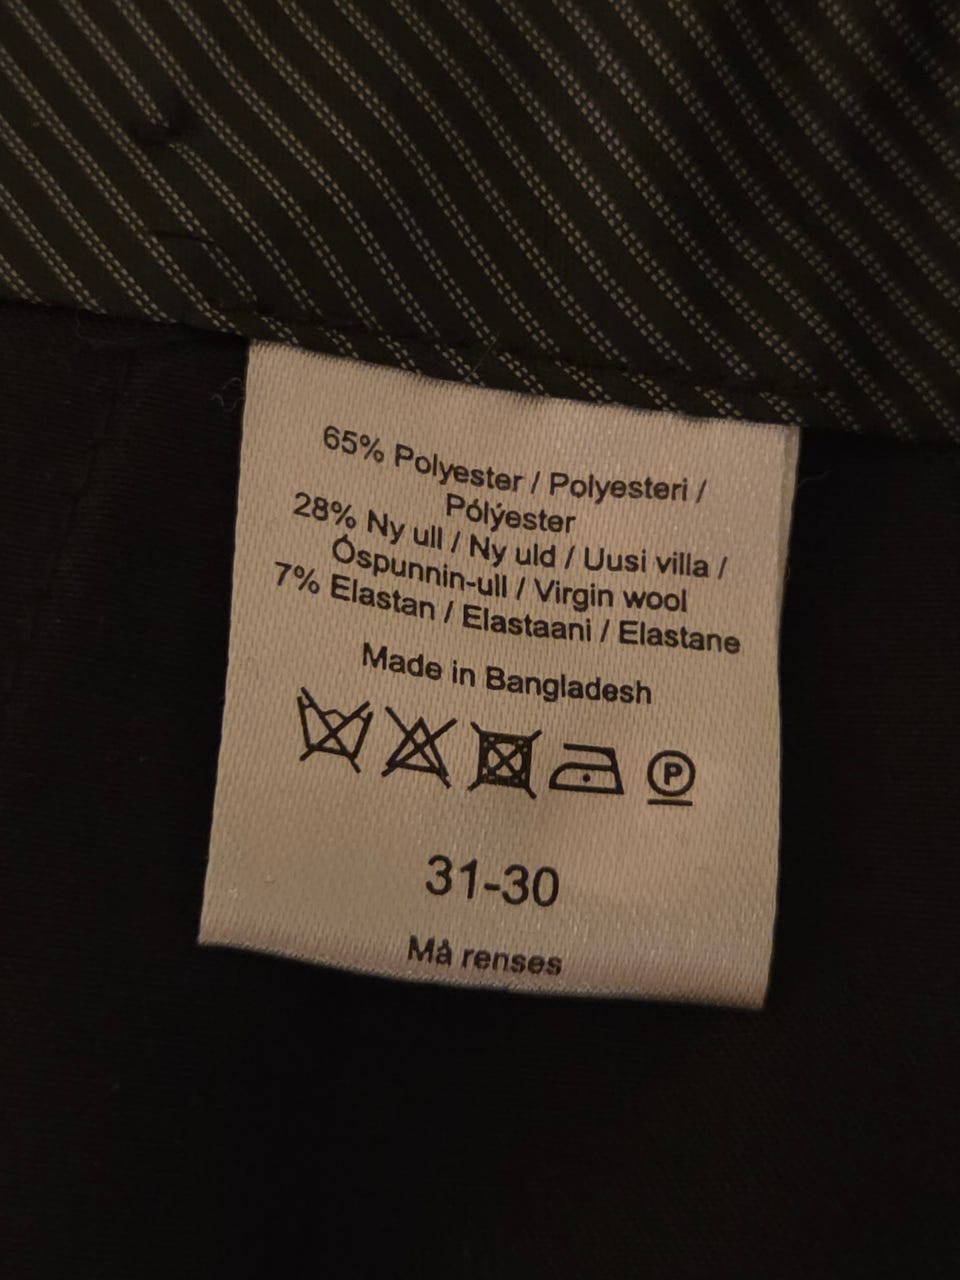 65% Polyester / Polyesteri /
Pólýester
28% Ny ull / Ny uld / Uusi villa /
Óspunnin-ull / Virgin wool
7% Elastan / Elastaani / Elastane
Made in Bangladesh
P
31-30
Må renses